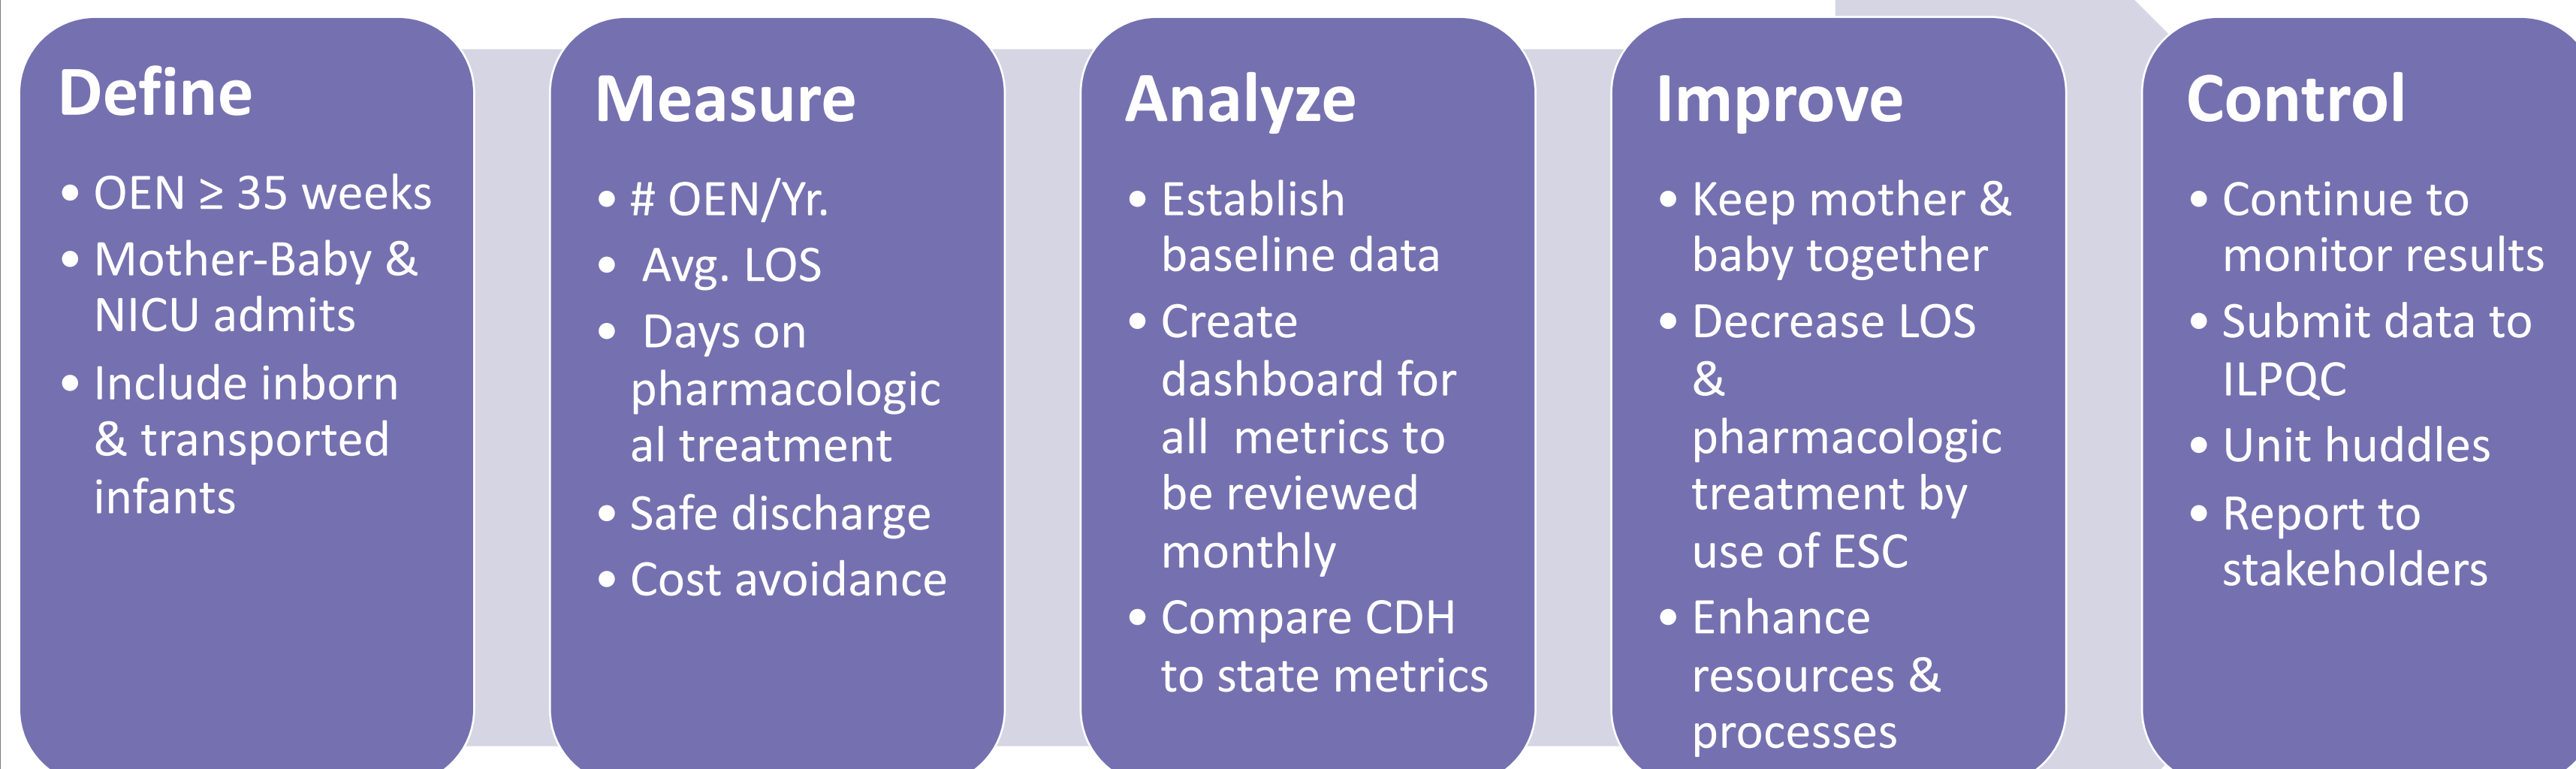 Define
• OEN ≥ 35 weeks
• Mother-Baby &
NICU admits
• Include inborn
& transported
infants
Measure
• # OEN/Yr.
• Avg. LOS
• Days on
pharmacologic
al treatment
• Safe discharge
• Cost avoidance
Analyze
• Establish
baseline data
• Create
dashboard for
all metrics to
be reviewed
monthly
• Compare CDH
to state metrics
Improve
• Keep mother &
baby together
• Decrease LOS
&
pharmacologic
treatment by
use of ESC
• Enhance
resources &
processes
Control
• Continue to
monitor results
• Submit data to
ILPQC
• Unit huddles
• Report to
stakeholders